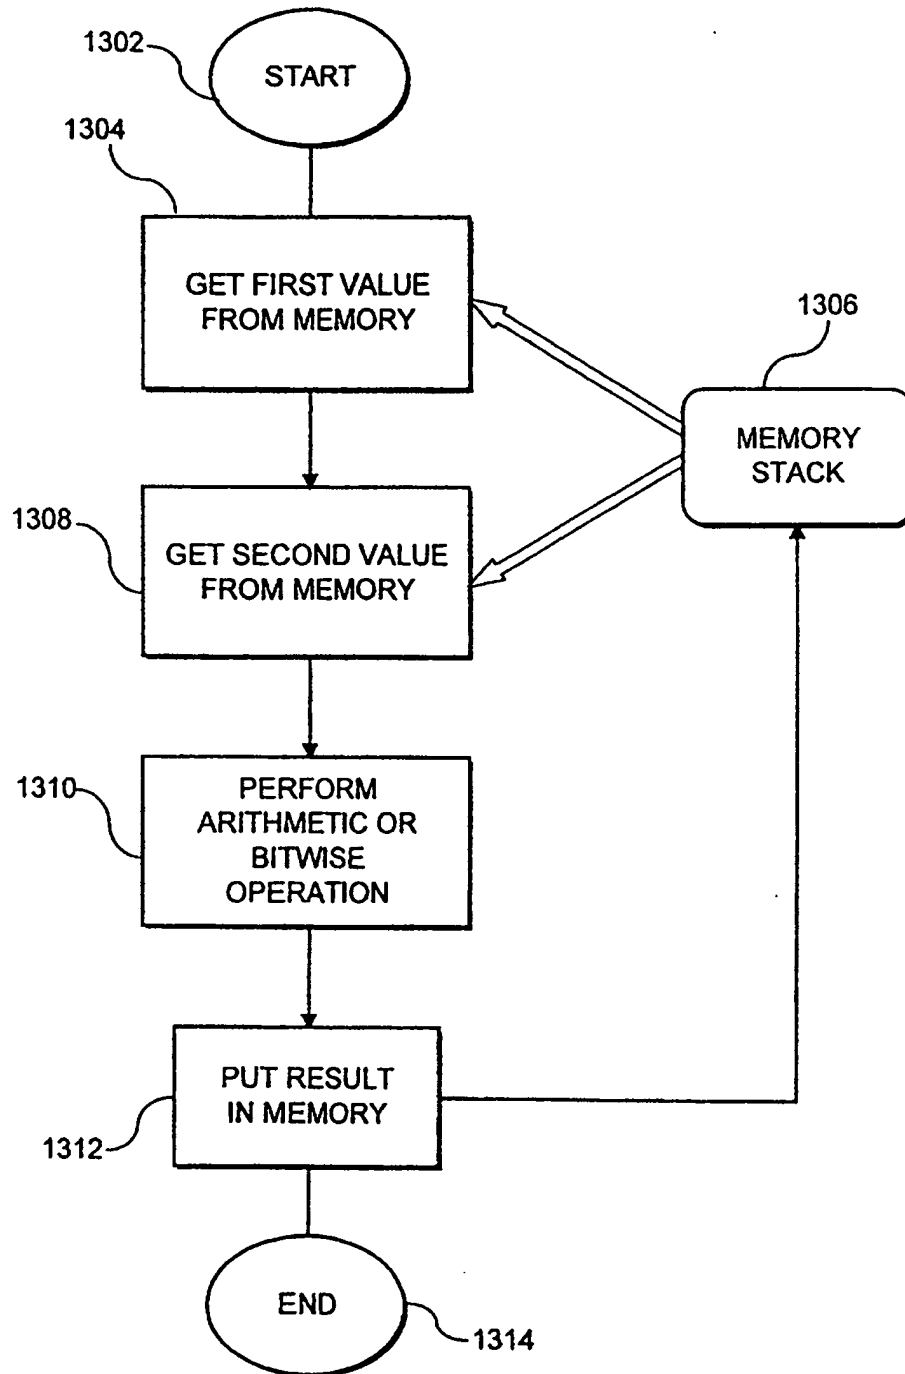 1302
START
1304
GET FIRST VALUE
FROM MEMORY
1306
MEMORY
STACK
1308
GET SECOND VALUE
FROM MEMORY
1310
PERFORM
ARITHMETIC OR
BITWISE
OPERATION
PUT RESULT
IN MEMORY
1312
END
1314